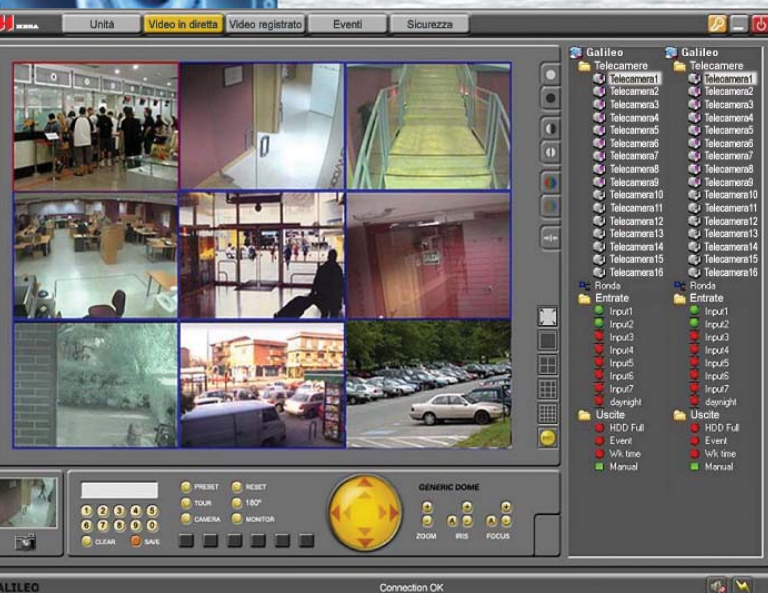 Unità
Video in diretta
Video registrato
Eventi
Sicurezza
Galileo
Telecamere
Telecamera1
Telecamera2
Telecamera3
Telecamera4
Telecamera5
Telecamera6
Telecamera7
Telecamera8
Telecamera9
Telecamera10
Telecamera11
Telecamera12
Telecamera13
Telecamera14
Telecamera15
Telecamera16
Ronda
Entrate
Input1
Input2
Input3
Input4
Input5
Input6
Input7
daynight
Uscite
HDD Full
Event
Wk time
Manual
Galileo
Telecamere
Telecamera1
Telecamera2
Telecamera3
Telecamera4
Telecamera5
Telecamera6
Telecamera7
Telecamera8
Telecamera9
Telecamera10
Telecamera11
Telecamera12
Telecamera13
Telecamera14
Telecamera15
Telecamera16
Ronda
Entrate
Input1
Input2
Input3
Input4
Input5
Input6
Input7
daynight
Uscite
HDD Full
Event
Wk time
Manual
1 2 3 4 5
6 7 8 9 0
CLEAR SAVE
PRESET RESET
TOUR 180°
CAMERA MONITOR
GENERIC DOME
A A
ZOOM IRIS FOCUS
ALILEO
Connection OK